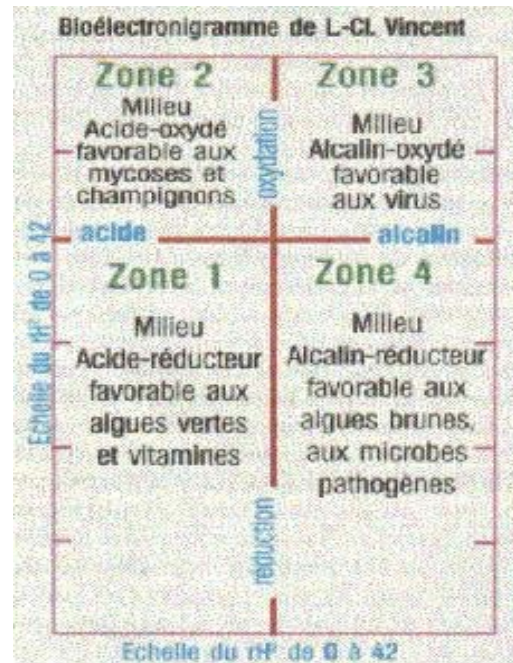 Bioélectronigramme de L.-Cl. Vincent
Zone 2
Milieu
Acide-oxydé
favorable aux
mycoses et
champignons
oxydation
Zone 3
Milieu
Alcalin-oxydé
favorable
aux virus
acide
alcalin
Echelle du rH² de 0 à 42
Zone 1
Milieu
Acide-réducteur
favorable aux
algues vertes
et vitamines
Zone 4
Milieu
Alcalin-réducteur
favorable aux
algues brunes,
aux microbes
pathogènes
réduction
Echelle du rH² de 0 à 42